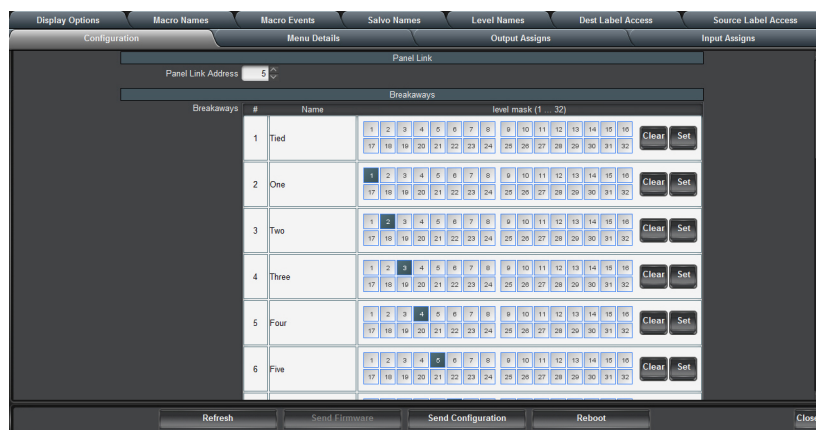 Display Options Macro Names Macro Events Salvo Names Level Names Dest Label Access Source Label Access
Configuration Menu Details Output Assigns Input Assigns
Panel Link
Panel Link Address 5
Breakaways
Breakaways # Name level mask (1 ... 32)
1 2 3 4 5 6 7 8 9 10 11 12 13 14 15 16
1 Tied Clear Set
17 18 19 20 21 22 23 24 25 26 27 28 29 30 31 32
1 2 3 4 5 6 7 8 9 10 11 12 13 14 15 16
2 One Clear Set
17 18 19 20 21 22 23 24 25 26 27 28 29 30 31 32
1 2 3 4 5 6 7 8 9 10 11 12 13 14 15 16
3 Two Clear Set
17 18 19 20 21 22 23 24 25 26 27 28 29 30 31 32
1 2 3 4 5 6 7 8 9 10 11 12 13 14 15 16
4 Three Clear Set
17 18 19 20 21 22 23 24 25 26 27 28 29 30 31 32
1 2 3 4 5 6 7 8 9 10 11 12 13 14 15 16
5 Four Clear Set
17 18 19 20 21 22 23 24 25 26 27 28 29 30 31 32
1 2 3 4 5 6 7 8 9 10 11 12 13 14 15 16
6 Five Clear Set
17 18 19 20 21 22 23 24 25 26 27 28 29 30 31 32
Refresh Send Firmware Send Configuration Reboot Close